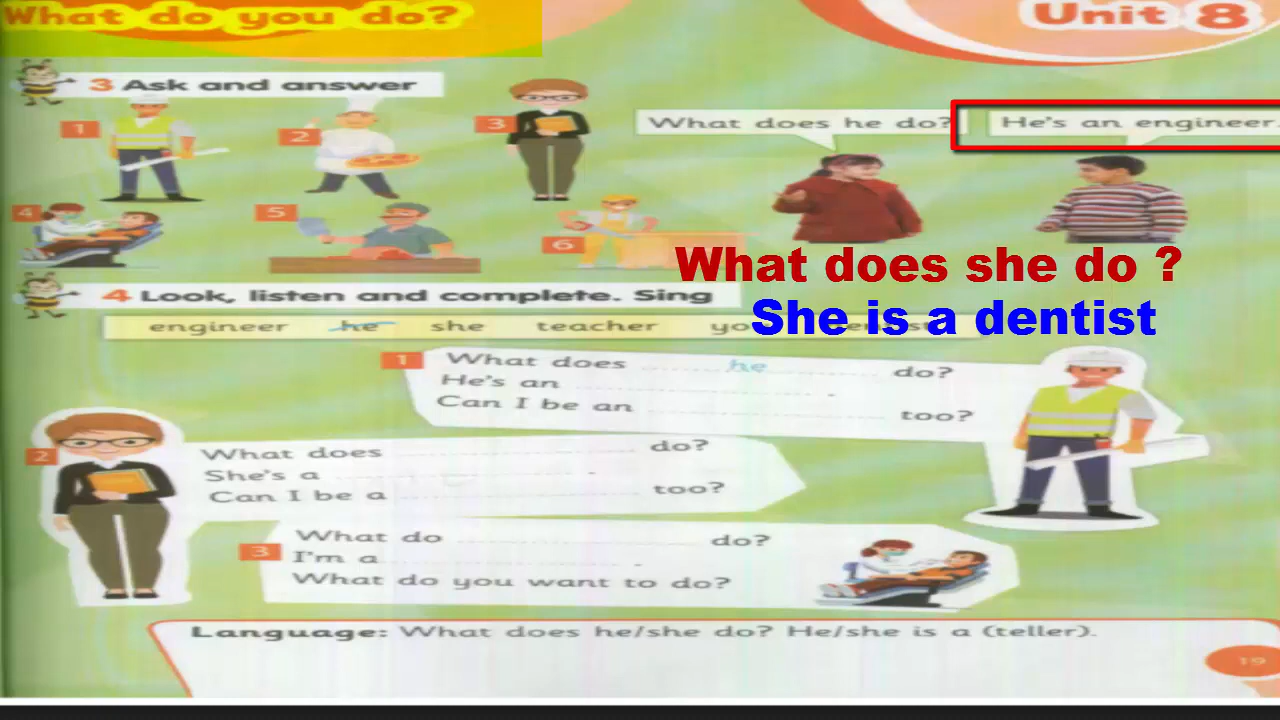 What do you do?
Unit 8
3 Ask and answer
1
2
3
What does he do?
He's an engineer.
4
5
6
What does she do ?
She is a dentist
4 Look, listen and complete. Sing
engineer he she teacher
1
What does he do?
He's an
Can I be an too?
2
What does do?
She's a
Can I be a too?
3
What do do?
I'm a
What do you want to do?
Language: What does he/she do? He/she is a (teller).
19